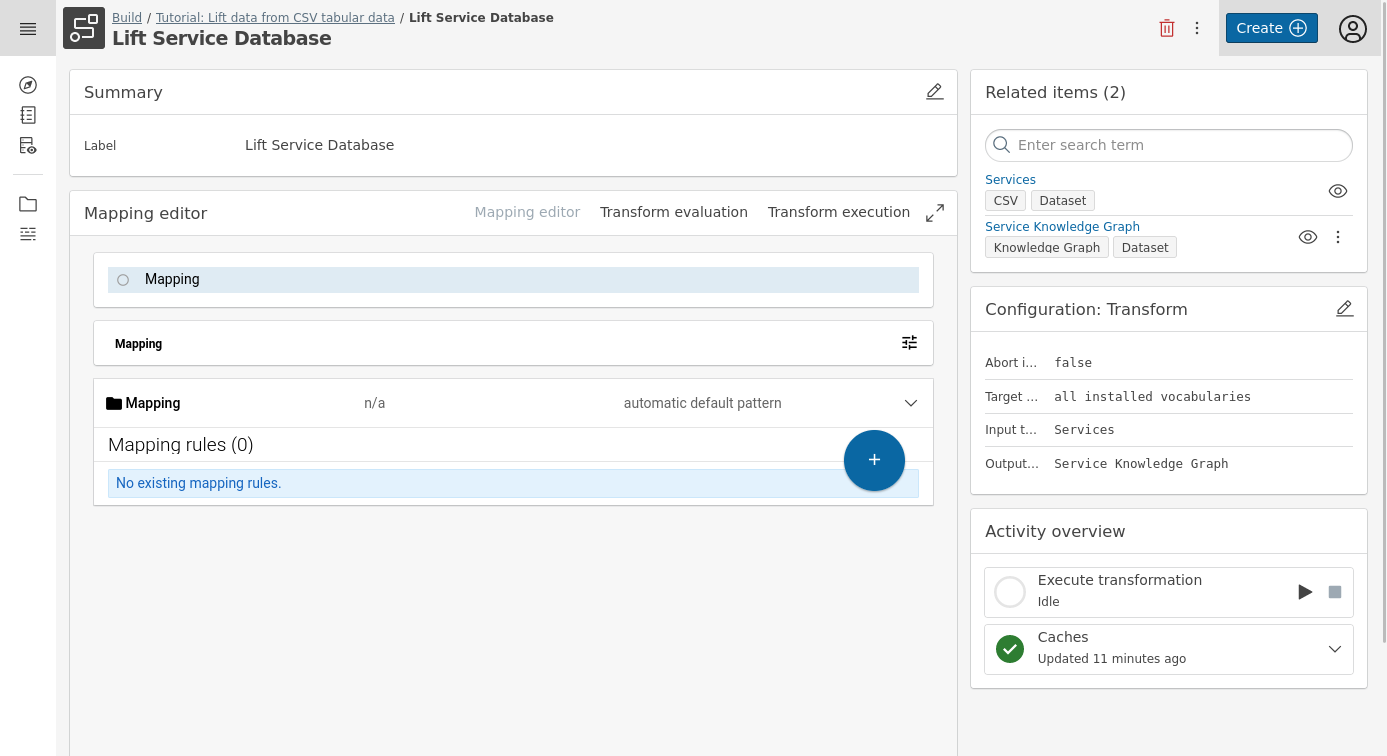 Build / Tutorial: Lift data from CSV tabular data / Lift Service Database
Lift Service Database
Create
Summary
Label Lift Service Database
Mapping editor Mapping editor Transform evaluation Transform execution
Mapping
Mapping
Mapping n/a automatic default pattern
Mapping rules (0)
+
No existing mapping rules.
Related items (2)
Enter search term
Services
CSV Dataset
Service Knowledge Graph
Knowledge Graph Dataset
Configuration: Transform
Abort i... false
Target ... all installed vocabularies
Input t... Services
Output... Service Knowledge Graph
Activity overview
Execute transformation
Idle
Caches
Updated 11 minutes ago